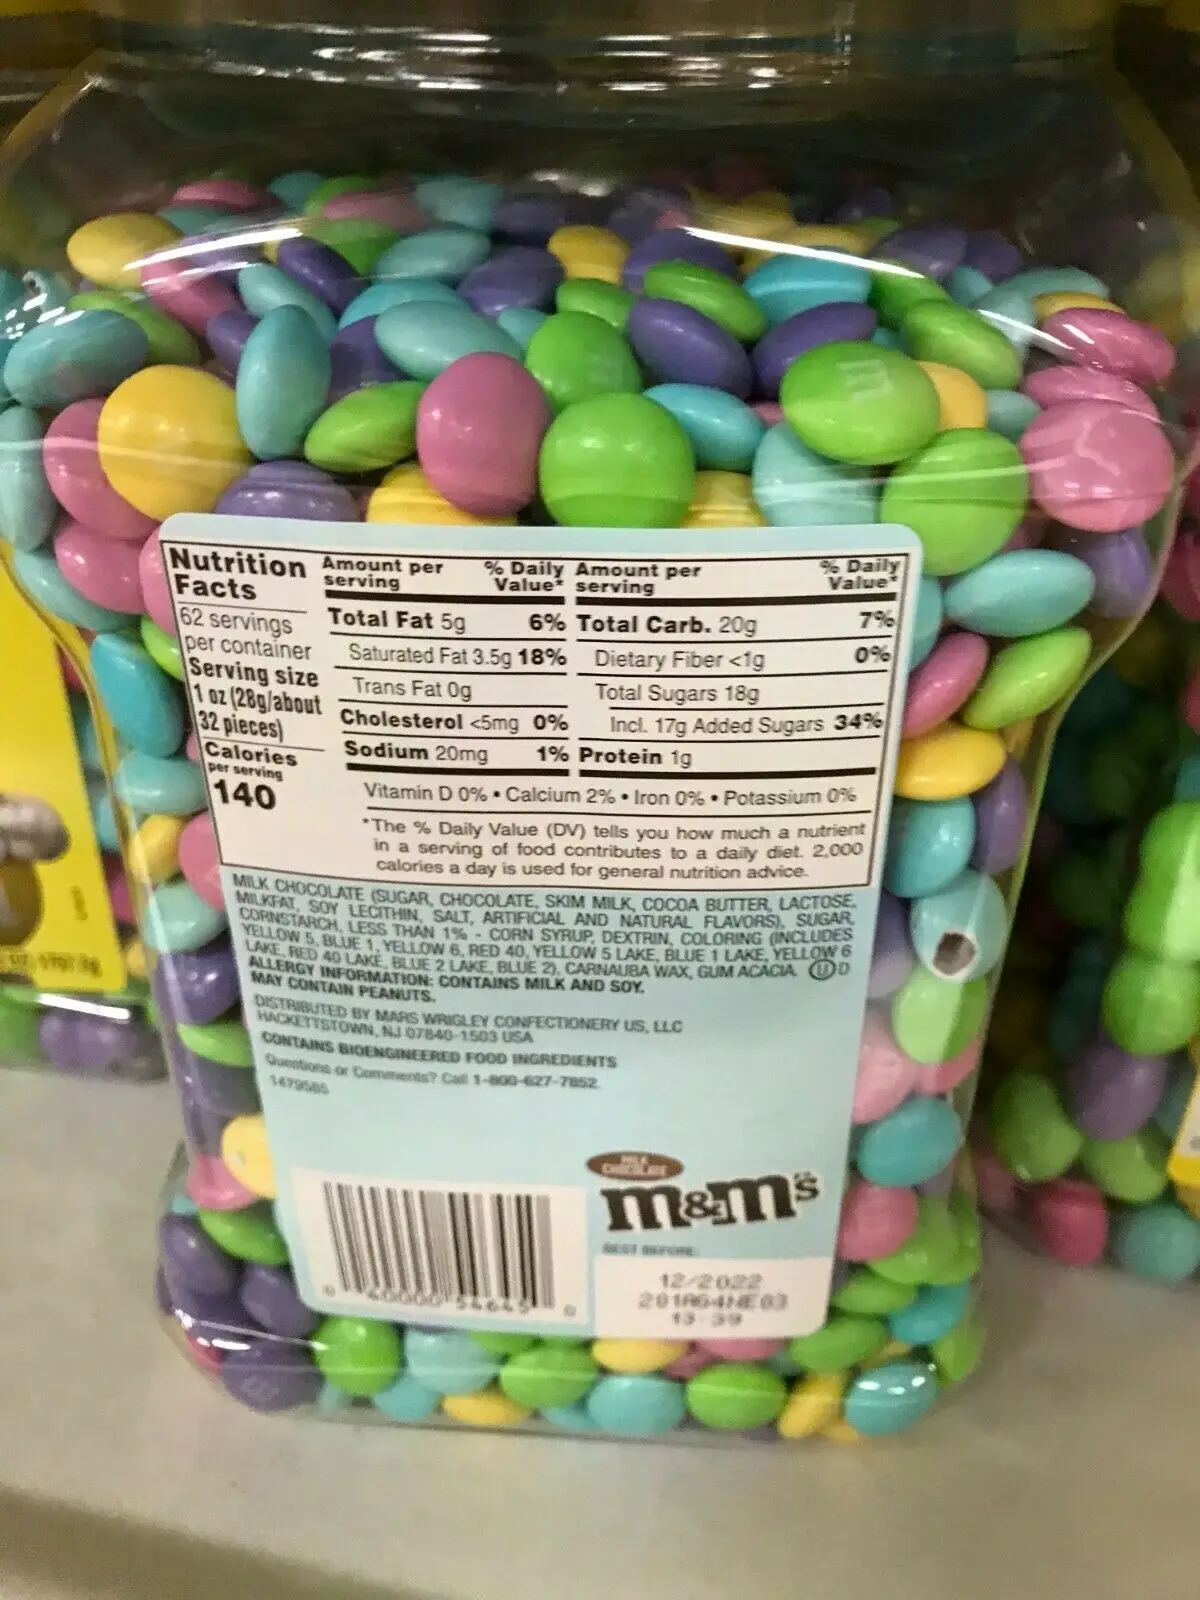 Nutrition
Facts
62 servings
per container
Serving size
1 oz (28g/about
32 pieces)
Calories
per serving
140
Amount per
serving
% Daily
Value*
Total Fat 5g 6%
Saturated Fat 3.5g 18%
Trans Fat 0g
Cholesterol <5mg 0%
Sodium 20mg 1%
Amount per
serving
% Daily
Value*
Total Carb. 20g 7%
Dietary Fiber <1g 0%
Total Sugars 18g
Incl. 17g Added Sugars 34%
Protein 1g
Vitamin D 0% • Calcium 2% • Iron 0% • Potassium 0%
*The % Daily Value (DV) tells you how much a nutrient
in a serving of food contributes to a daily diet. 2,000
calories a day is used for general nutrition advice.
MILK CHOCOLATE (SUGAR, CHOCOLATE, SKIM MILK, COCOA BUTTER, LACTOSE,
MILKFAT, SOY LECITHIN, SALT, ARTIFICIAL AND NATURAL FLAVORS), SUGAR,
CORNSTARCH, LESS THAN 1% - CORN SYRUP, DEXTRIN, COLORING (INCLUDES
YELLOW 5, BLUE 1, YELLOW 6, RED 40, YELLOW 5 LAKE, BLUE 1 LAKE, YELLOW 6
LAKE, RED 40 LAKE, BLUE 2 LAKE, BLUE 2), CARNAUBA WAX, GUM ACACIA. Ⓤ D
ALLERGY INFORMATION: CONTAINS MILK AND SOY.
MAY CONTAIN PEANUTS.
DISTRIBUTED BY MARS WRIGLEY CONFECTIONERY US, LLC
HACKETTSTOWN, NJ 07840-1503 USA
CONTAINS BIOENGINEERED FOOD INGREDIENTS
Questions or Comments? Call 1-800-627-7852
1479585
MILK
CHOCOLATE
m&m's
BEST BEFORE:
12/2022
201AG4NE03
13:39
0 40000 54645 0
m
m